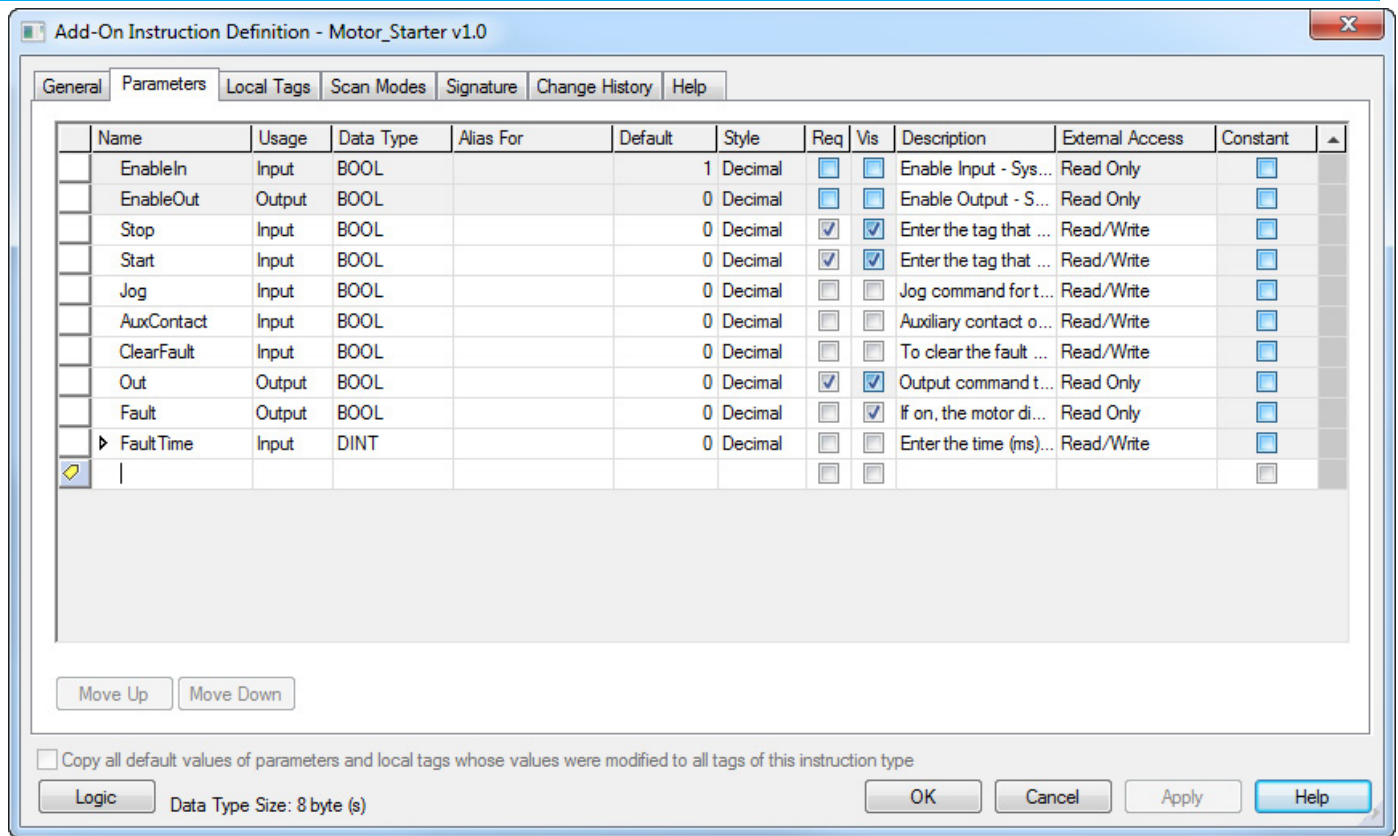 Add-On Instruction Definition - Motor_Starter v1.0
General Parameters Local Tags Scan Modes Signature Change History Help
Name Usage Data Type Alias For Default Style Req Vis Description External Access Constant
EnableIn Input BOOL 1 Decimal Enable Input - Sys... Read Only
EnableOut Output BOOL 0 Decimal Enable Output - S... Read Only
Stop Input BOOL 0 Decimal Enter the tag that ... Read/Write
Start Input BOOL 0 Decimal Enter the tag that ... Read/Write
Jog Input BOOL 0 Decimal Jog command for t... Read/Write
AuxContact Input BOOL 0 Decimal Auxiliary contact o... Read/Write
ClearFault Input BOOL 0 Decimal To clear the fault ... Read/Write
Out Output BOOL 0 Decimal Output command t... Read Only
Fault Output BOOL 0 Decimal If on, the motor di... Read Only
FaultTime Input DINT 0 Decimal Enter the time (ms)... Read/Write
Move Up Move Down
Copy all default values of parameters and local tags whose values were modified to all tags of this instruction type
Logic Data Type Size: 8 byte (s) OK Cancel Apply Help